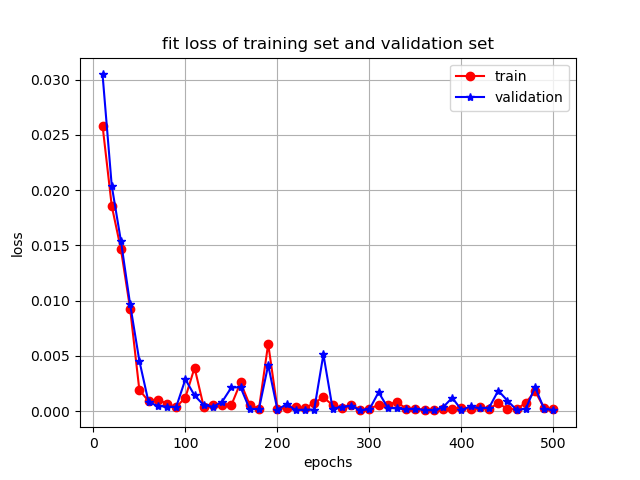 fit loss of training set and validation set
train
validation
0.030
0.025
0.020
0.015
0.010
0.005
0.000
loss
0 100 200 300 400 500
epochs